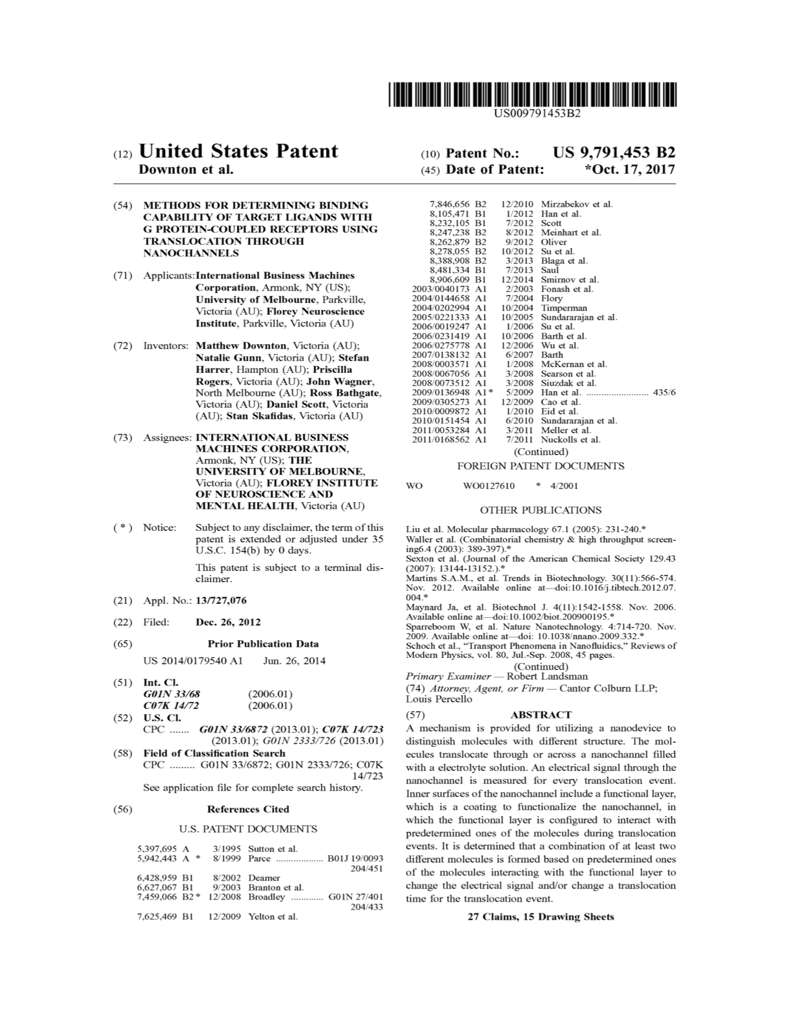 US009791453B2
(12) United States Patent
Downton et al.
(10) Patent No.: US 9,791,453 B2
(45) Date of Patent: *Oct. 17, 2017
(54) METHODS FOR DETERMINING BINDING
CAPABILITY OF TARGET LIGANDS WITH
G PROTEIN-COUPLED RECEPTORS USING
TRANSLOCATION THROUGH
NANOCHANNELS
(71) Applicants: International Business Machines
Corporation, Armonk, NY (US);
University of Melbourne, Parkville,
Victoria (AU); Florey Neuroscience
Institute, Parkville, Victoria (AU)
(72) Inventors: Matthew Downton, Victoria (AU);
Natalie Gunn, Victoria (AU); Stefan
Harrer, Hampton (AU); Priscilla
Rogers, Victoria (AU); John Wagner,
North Melbourne (AU); Ross Bathgate,
Victoria (AU); Daniel Scott, Victoria
(AU); Stan Skafidas, Victoria (AU)
(73) Assignees: INTERNATIONAL BUSINESS
MACHINES CORPORATION,
Armonk, NY (US); THE
UNIVERSITY OF MELBOURNE,
Victoria (AU); FLOREY INSTITUTE
OF NEUROSCIENCE AND
MENTAL HEALTH, Victoria (AU)
( * ) Notice: Subject to any disclaimer, the term of this
patent is extended or adjusted under 35
U.S.C. 154(b) by 0 days.
This patent is subject to a terminal dis-
claimer.
(21) Appl. No.: 13/727,076
(22) Filed: Dec. 26, 2012
(65) Prior Publication Data
US 2014/0179540 A1 Jun. 26, 2014
(51) Int. Cl.
G01N 33/68 (2006.01)
C07K 14/72 (2006.01)
(52) U.S. Cl.
CPC ....... G01N 33/6872 (2013.01); C07K 14/723
(2013.01); G01N 2333/726 (2013.01)
(58) Field of Classification Search
CPC ......... G01N 33/6872; G01N 2333/726; C07K
14/723
See application file for complete search history.
(56) References Cited
U.S. PATENT DOCUMENTS
5,397,695 A 3/1995 Sutton et al.
5,942,443 A * 8/1999 Parce ................... B01J 19/0093
204/451
6,428,959 B1 8/2002 Deamer
6,627,067 B1 9/2003 Branton et al.
7,459,066 B2 * 12/2008 Broadley ............. G01N 27/401
204/433
7,625,469 B1 12/2009 Yelton et al.
7,846,656 B2 12/2010 Mirzabekov et al.
8,105,471 B1 1/2012 Han et al.
8,232,105 B1 7/2012 Scott
8,247,238 B2 8/2012 Meinhart et al.
8,262,879 B2 9/2012 Oliver
8,278,055 B2 10/2012 Su et al.
8,388,908 B2 3/2013 Blaga et al.
8,481,334 B1 7/2013 Saul
8,906,609 B1 12/2014 Smirnov et al.
2003/0040173 A1 2/2003 Fonash et al.
2004/0144658 A1 7/2004 Flory
2004/0202994 A1 10/2004 Timperman
2005/0221333 A1 10/2005 Sundararajan et al.
2006/0019247 A1 1/2006 Su et al.
2006/0231419 A1 10/2006 Barth et al.
2006/0275778 A1 12/2006 Wu et al.
2007/0138132 A1 6/2007 Barth
2008/0003571 A1 1/2008 McKernan et al.
2008/0067056 A1 3/2008 Searson et al.
2008/0073512 A1 3/2008 Siuzdak et al.
2009/0136948 A1 * 5/2009 Han et al. ......................... 435/6
2009/0305273 A1 12/2009 Cao et al.
2010/0009872 A1 1/2010 Eid et al.
2010/0151454 A1 6/2010 Sundararajan et al.
2011/0053284 A1 3/2011 Meller et al.
2011/0168562 A1 7/2011 Nuckolls et al.
(Continued)
FOREIGN PATENT DOCUMENTS
WO WO0127610 * 4/2001
OTHER PUBLICATIONS
Liu et al. Molecular pharmacology 67.1 (2005): 231-240.*
Waller et al. (Combinatorial chemistry & high throughput screen-
ing6.4 (2003): 389-397).*
Sexton et al. (Journal of the American Chemical Society 129.43
(2007): 13144-13152.).*
Martins S.A.M., et al. Trends in Biotechnology. 30(11):566-574.
Nov. 2012. Available online at—doi:10.1016/j.tibtech.2012.07.
004.*
Maynard Ja, et al. Biotechnol J. 4(11):1542-1558. Nov. 2006.
Available online at—doi:10.1002/biot.200900195.*
Sparreboom W, et al. Nature Nanotechnology. 4:714-720. Nov.
2009. Available online at—doi: 10.1038/nnano.2009.332.*
Schoch et al., "Transport Phenomena in Nanofluidics," Reviews of
Modern Physics, vol. 80, Jul.-Sep. 2008, 45 pages.
(Continued)
Primary Examiner — Robert Landsman
(74) Attorney, Agent, or Firm — Cantor Colburn LLP;
Louis Percello
(57) ABSTRACT
A mechanism is provided for utilizing a nanodevice to
distinguish molecules with different structure. The mol-
ecules translocate through or across a nanochannel filled
with a electrolyte solution. An electrical signal through the
nanochannel is measured for every translocation event.
Inner surfaces of the nanochannel include a functional layer,
which is a coating to functionalize the nanochannel, in
which the functional layer is configured to interact with
predetermined ones of the molecules during translocation
events. It is determined that a combination of at least two
different molecules is formed based on predetermined ones
of the molecules interacting with the functional layer to
change the electrical signal and/or change a translocation
time for the translocation event.
27 Claims, 15 Drawing Sheets